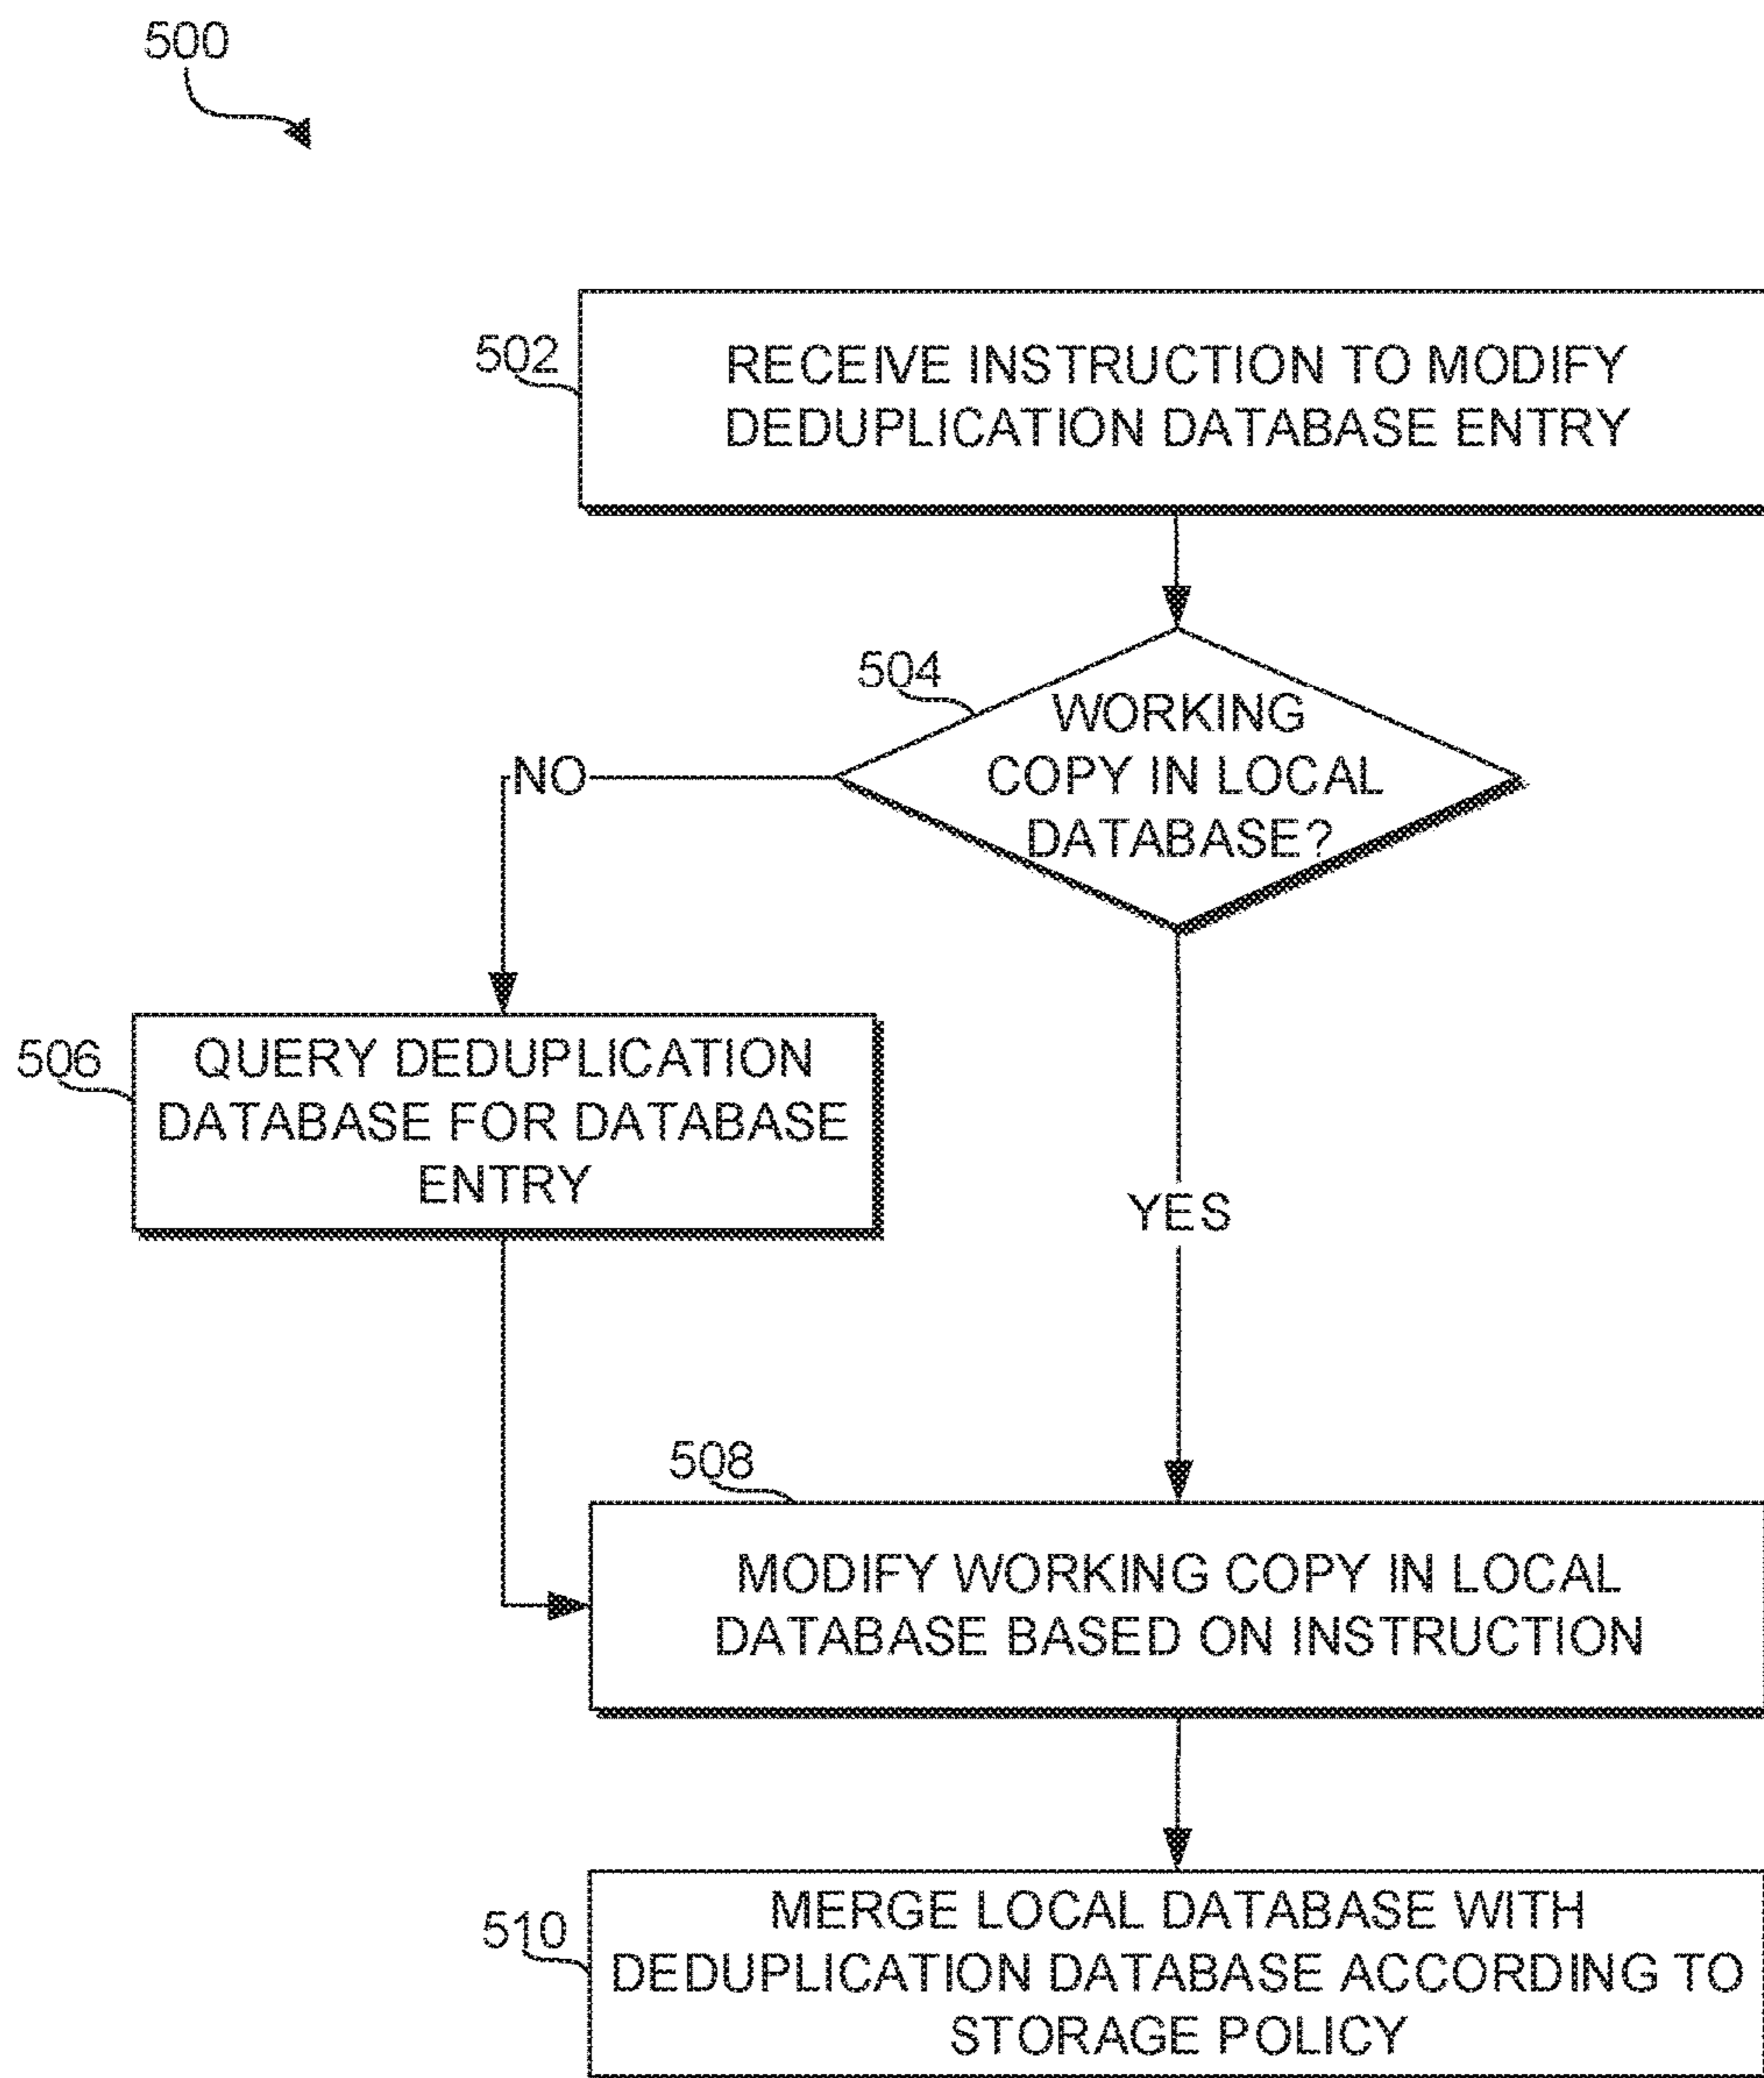 500
502
RECEIVE INSTRUCTION TO MODIFY
DEDUPLICATION DATABASE ENTRY
504
WORKING
COPY IN LOCAL
DATABASE?
NO
506
QUERY DEDUPLICATION
DATABASE FOR DATABASE
ENTRY
YES
508
MODIFY WORKING COPY IN LOCAL
DATABASE BASED ON INSTRUCTION
510
MERGE LOCAL DATABASE WITH
DEDUPLICATION DATABASE ACCORDING TO
STORAGE POLICY